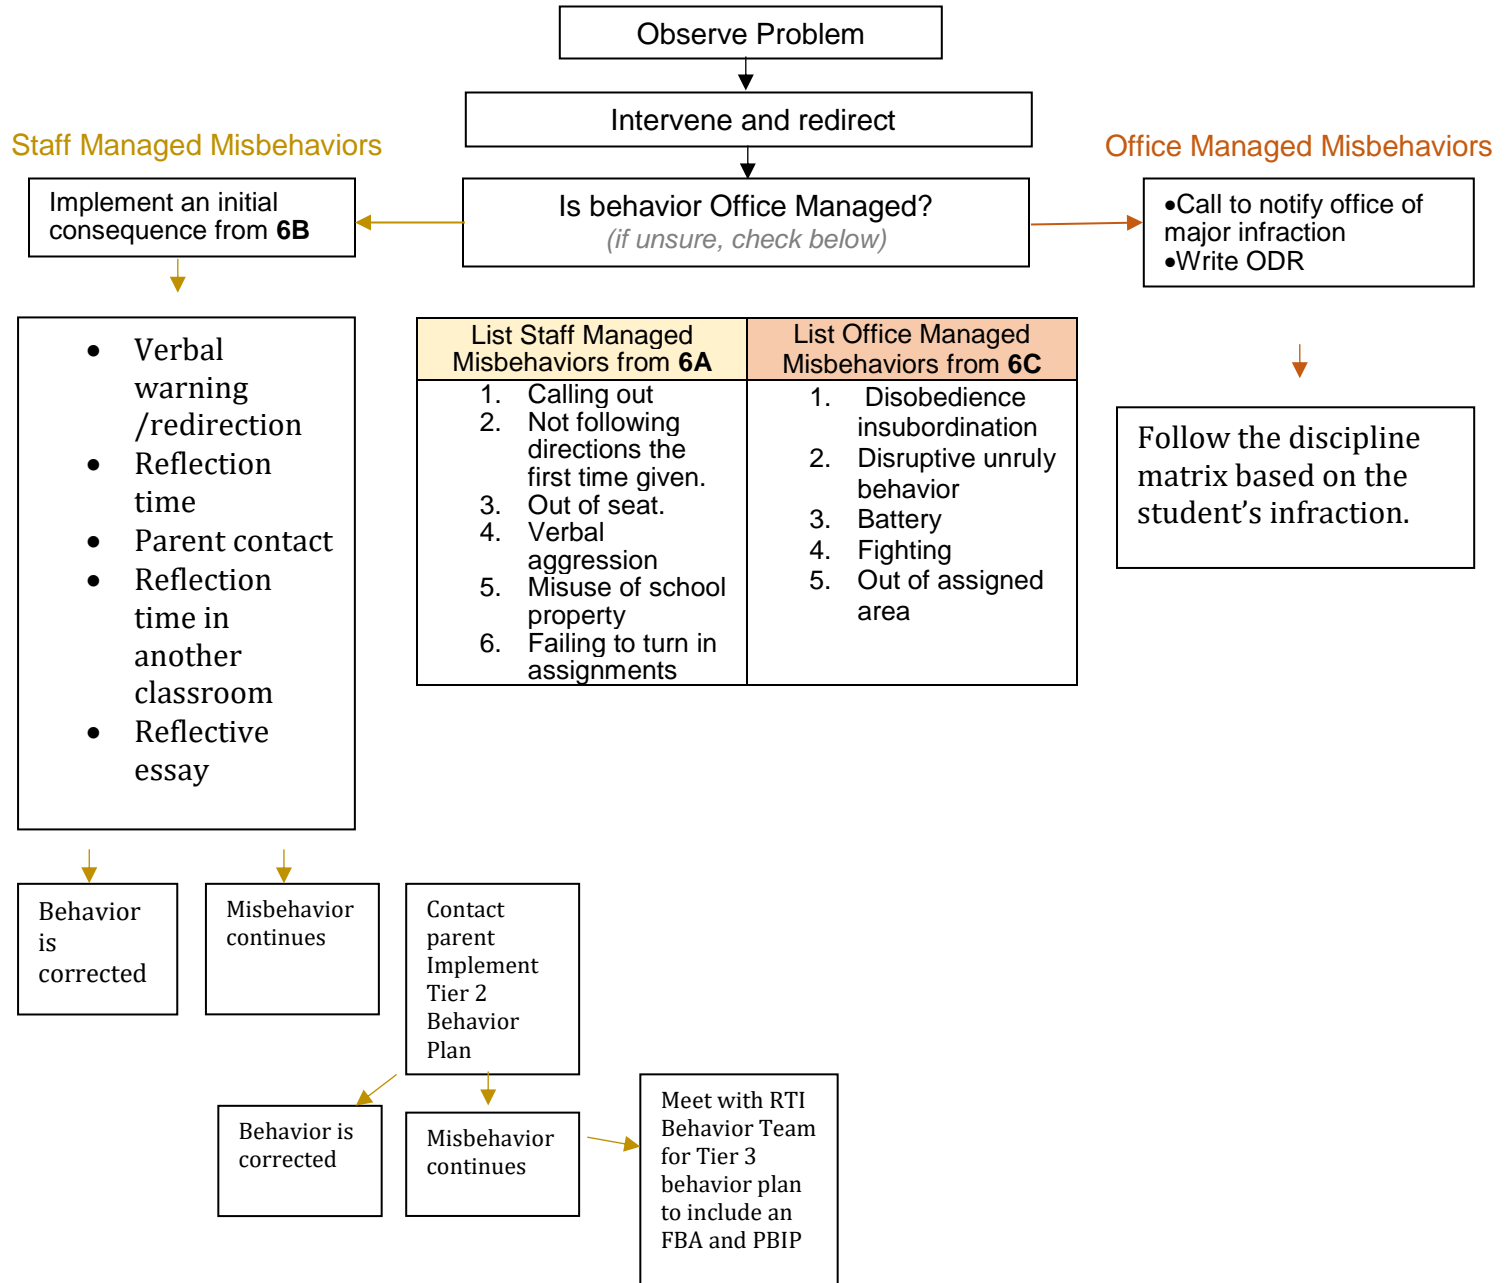 Observe Problem
Intervene and redirect
Staff Managed Misbehaviors
Office Managed Misbehaviors
Implement an initial
consequence from 6B
Is behavior Office Managed?
(if unsure, check below)
•Call to notify office of
major infraction
•Write ODR
• Verbal
warning
/redirection
• Reflection
time
• Parent contact
• Reflection
time in
another
classroom
• Reflective
essay
List Staff Managed
Misbehaviors from 6A
1. Calling out
2. Not following
directions the
first time given.
3. Out of seat.
4. Verbal
aggression
5. Misuse of school
property
6. Failing to turn in
assignments
List Office Managed
Misbehaviors from 6C
1. Disobedience
insubordination
2. Disruptive unruly
behavior
3. Battery
4. Fighting
5. Out of assigned
area
Follow the discipline
matrix based on the
student’s infraction.
Behavior
is
corrected
Misbehavior
continues
Contact
parent
Implement
Tier 2
Behavior
Plan
Behavior is
corrected
Misbehavior
continues
Meet with RTI
Behavior Team
for Tier 3
behavior plan
to include an
FBA and PBIP